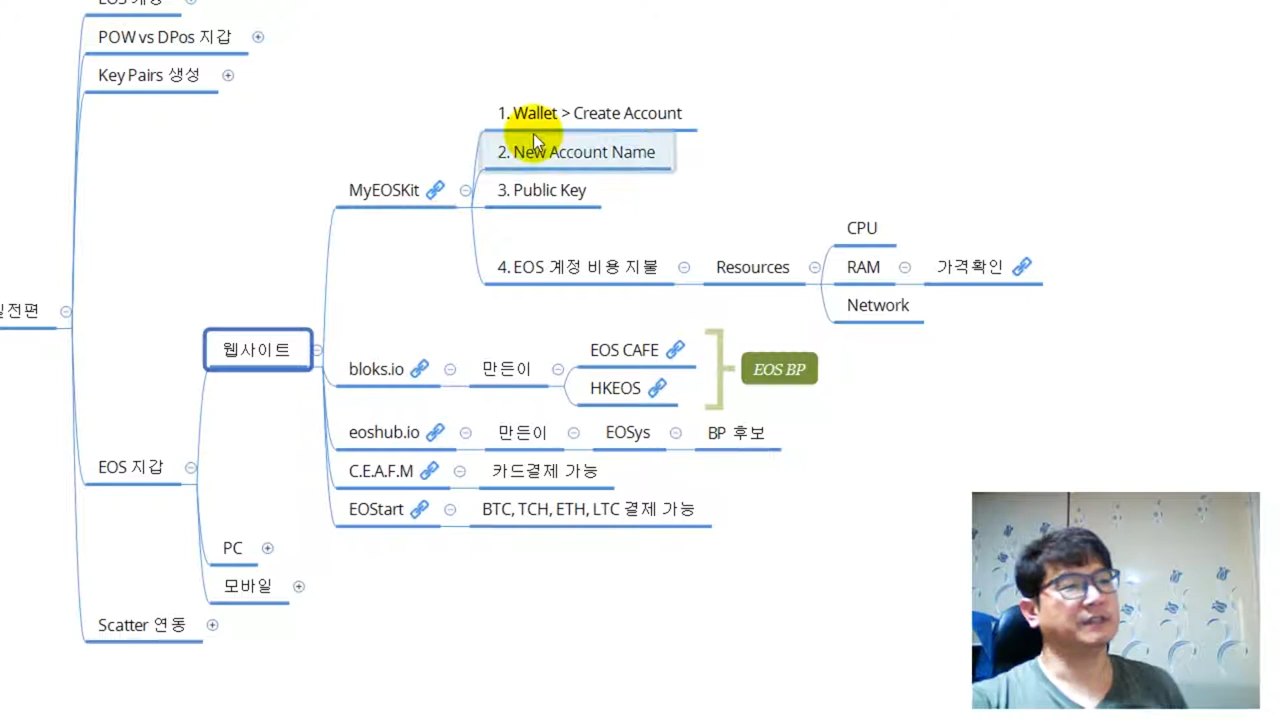 POW vs DPos 지갑
Key Pairs 생성
1. Wallet > Create Account
2. New Account Name
MyEOSKit
3. Public Key
CPU
4. EOS 계정 비용 지불
Resources
RAM
가격확인
Network
웹사이트
bloks.io
만든이
EOS CAFE
HKEOS
EOS BP
eoshub.io
만든이
EOSys
BP 후보
EOS 지갑
C.E.A.F.M
카드결제 가능
EOStart
BTC, TCH, ETH, LTC 결제 가능
PC
모바일
Scatter 연동